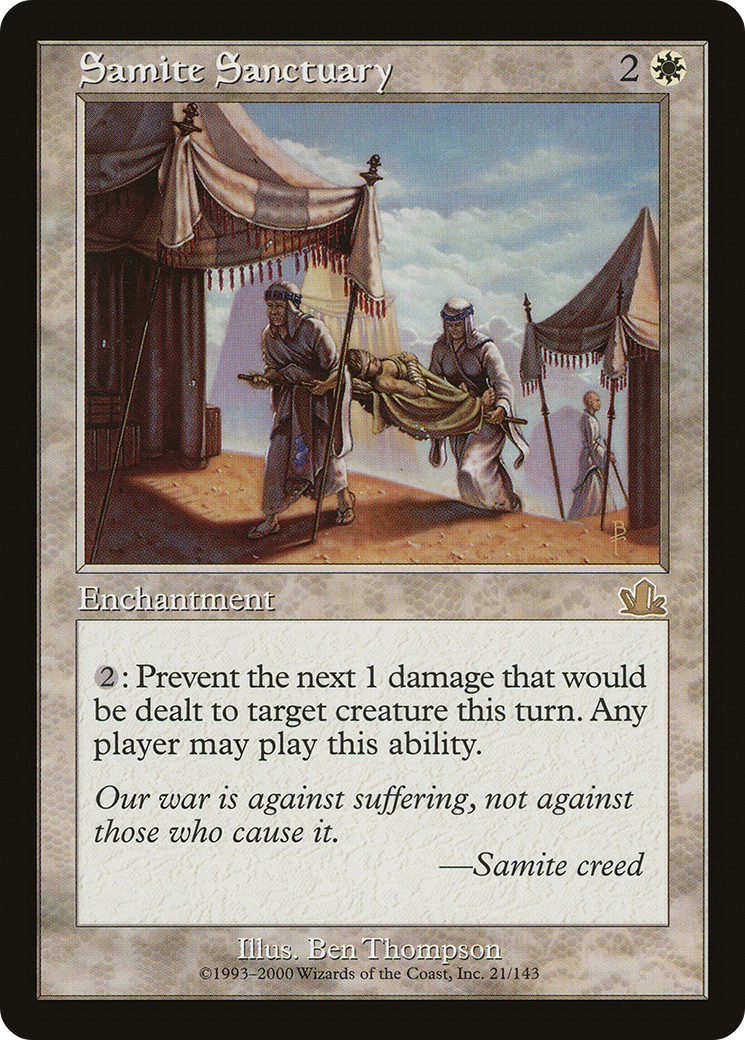 Samite Sanctuary 2
Enchantment
2: Prevent the next 1 damage that would
be dealt to target creature this turn. Any
player may play this ability.
Our war is against suffering, not against
those who cause it.
—Samite creed
Illus. Ben Thompson
©1993–2000 Wizards of the Coast, Inc. 21/143